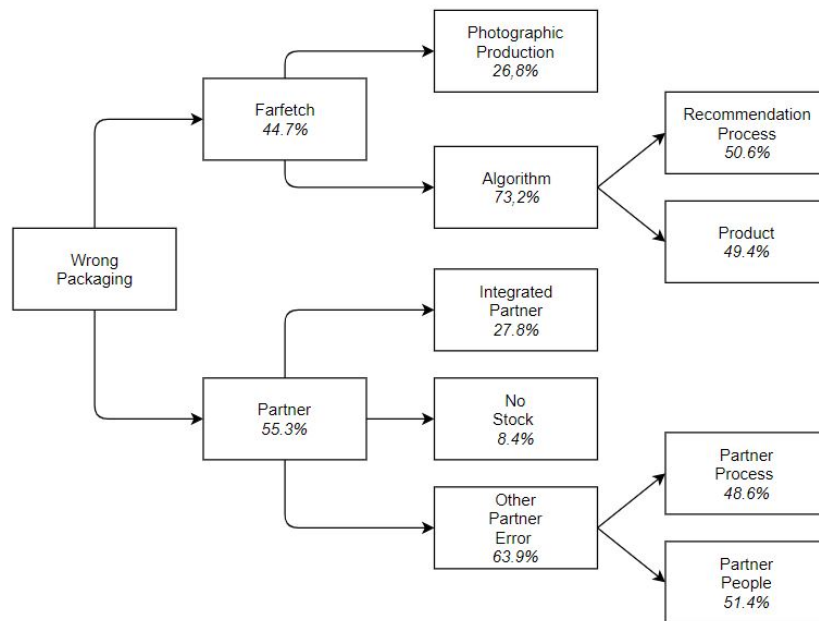 Photographic
Production
26,8%
Farfetch
44.7%
Recommendation
Process
50.6%
Algorithm
73,2%
Product
49.4%
Wrong
Packaging
Integrated
Partner
27.8%
Partner
55.3%
No
Stock
8.4%
Partner
Process
48.6%
Other
Partner
Error
63.9%
Partner
People
51.4%